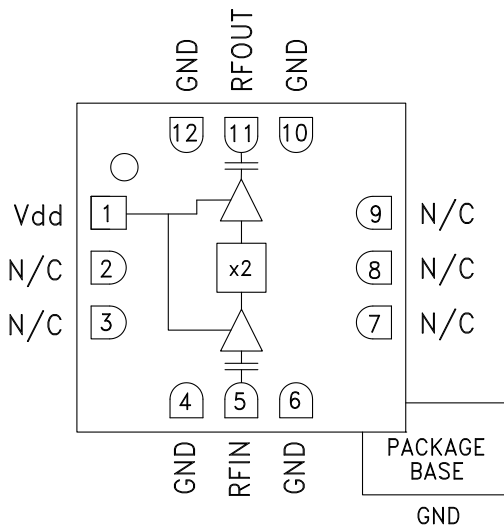 GND
RFOUT
GND
12
11
10
Vdd
1
9
N/C
N/C
2
x2
8
N/C
N/C
3
7
N/C
4
5
6
GND
RFIN
GND
PACKAGE
BASE
GND